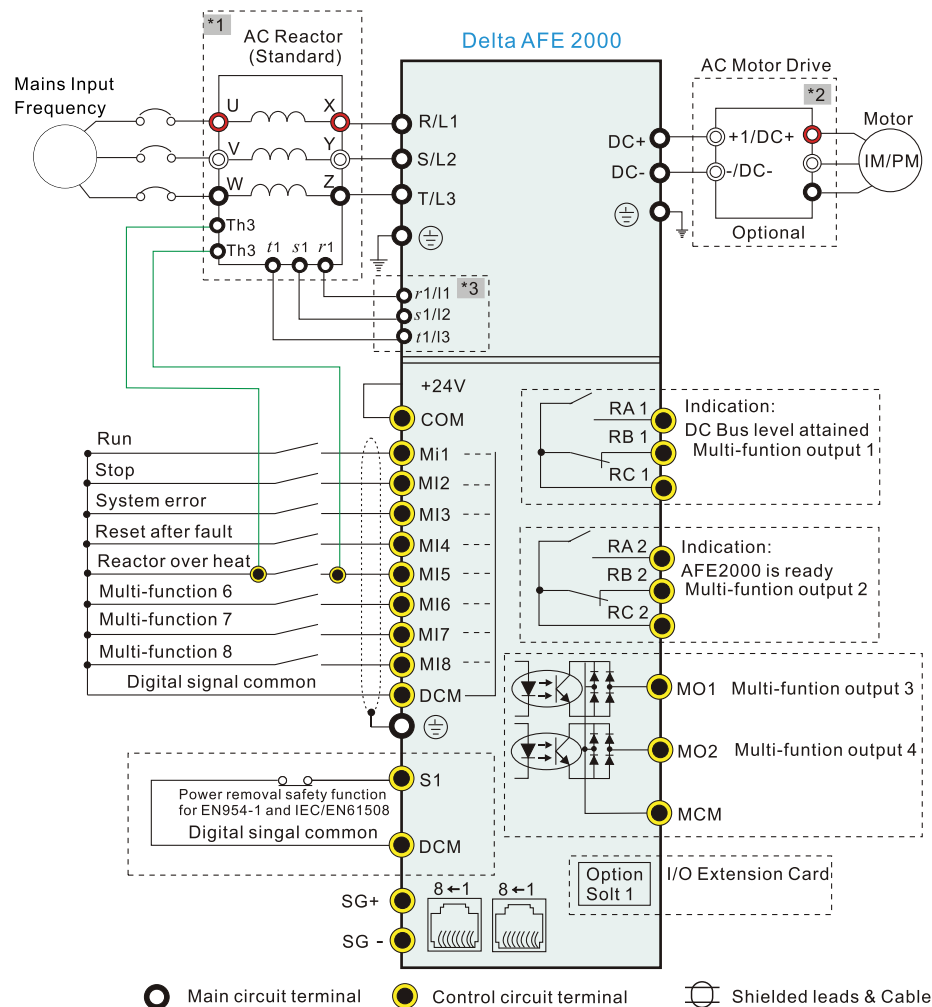 Delta AFE 2000
*1
AC Reactor
(Standard)
Mains Input
Frequency
U
X
V
Y
W
Z
Th3
Th3
t1
s1
r1
R/L1
S/L2
T/L3
r1/l1
*3
s1/l2
t1/l3
AC Motor Drive
*2
DC+
+1/DC+
DC-
-/DC-
Optional
Motor
IM/PM
+24V
COM
Run
Mi1
Stop
MI2
System error
MI3
Reset after fault
MI4
Reactor over heat
MI5
Multi-function 6
MI6
Multi-function 7
MI7
Multi-function 8
MI8
Digital signal common
DCM
RA 1
RB 1
RC 1
Indication:
DC Bus level attained
Multi-funtion output 1
RA 2
RB 2
RC 2
Indication:
AFE2000 is ready
Multi-funtion output 2
MO1
Multi-funtion output 3
MO2
Multi-funtion output 4
MCM
S1
Power removal safety function
for EN954-1 and IEC/EN61508
Digital singal common
DCM
Option
Solt 1
I/O Extension Card
SG+
SG -
8←1
8←1
Main circuit terminal
Control circuit terminal
Shielded leads & Cable